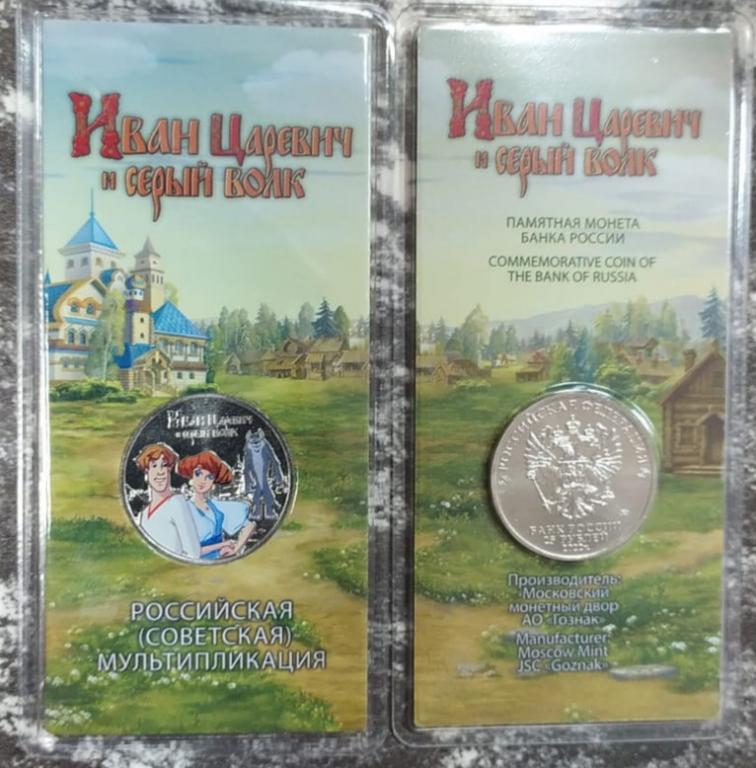 Иван Царевич
и серый волк
Иван Царевич
и серый волк
РОССИЙСКАЯ
(СОВЕТСКАЯ)
МУЛЬТИПЛИКАЦИЯ
Иван Царевич
и серый волк
ПАМЯТНАЯ МОНЕТА
БАНКА РОССИИ
COMMEMORATIVE COIN OF
THE BANK OF RUSSIA
РОССИЙСКАЯ ФЕДЕРАЦИЯ
БАНК РОССИИ
25 РУБЛЕЙ
2022 г.
Производитель:
Московский
монетный двор
АО «Гознак»
Manufacturer:
Moscow Mint
JSC «Goznak»